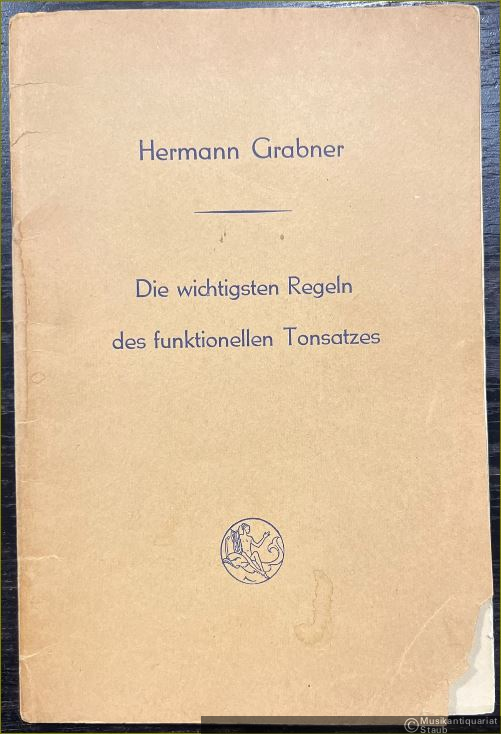 Hermann Grabner
Die wichtigsten Regeln
des funktionellen Tonsatzes
© Musikantiquariat
Staub